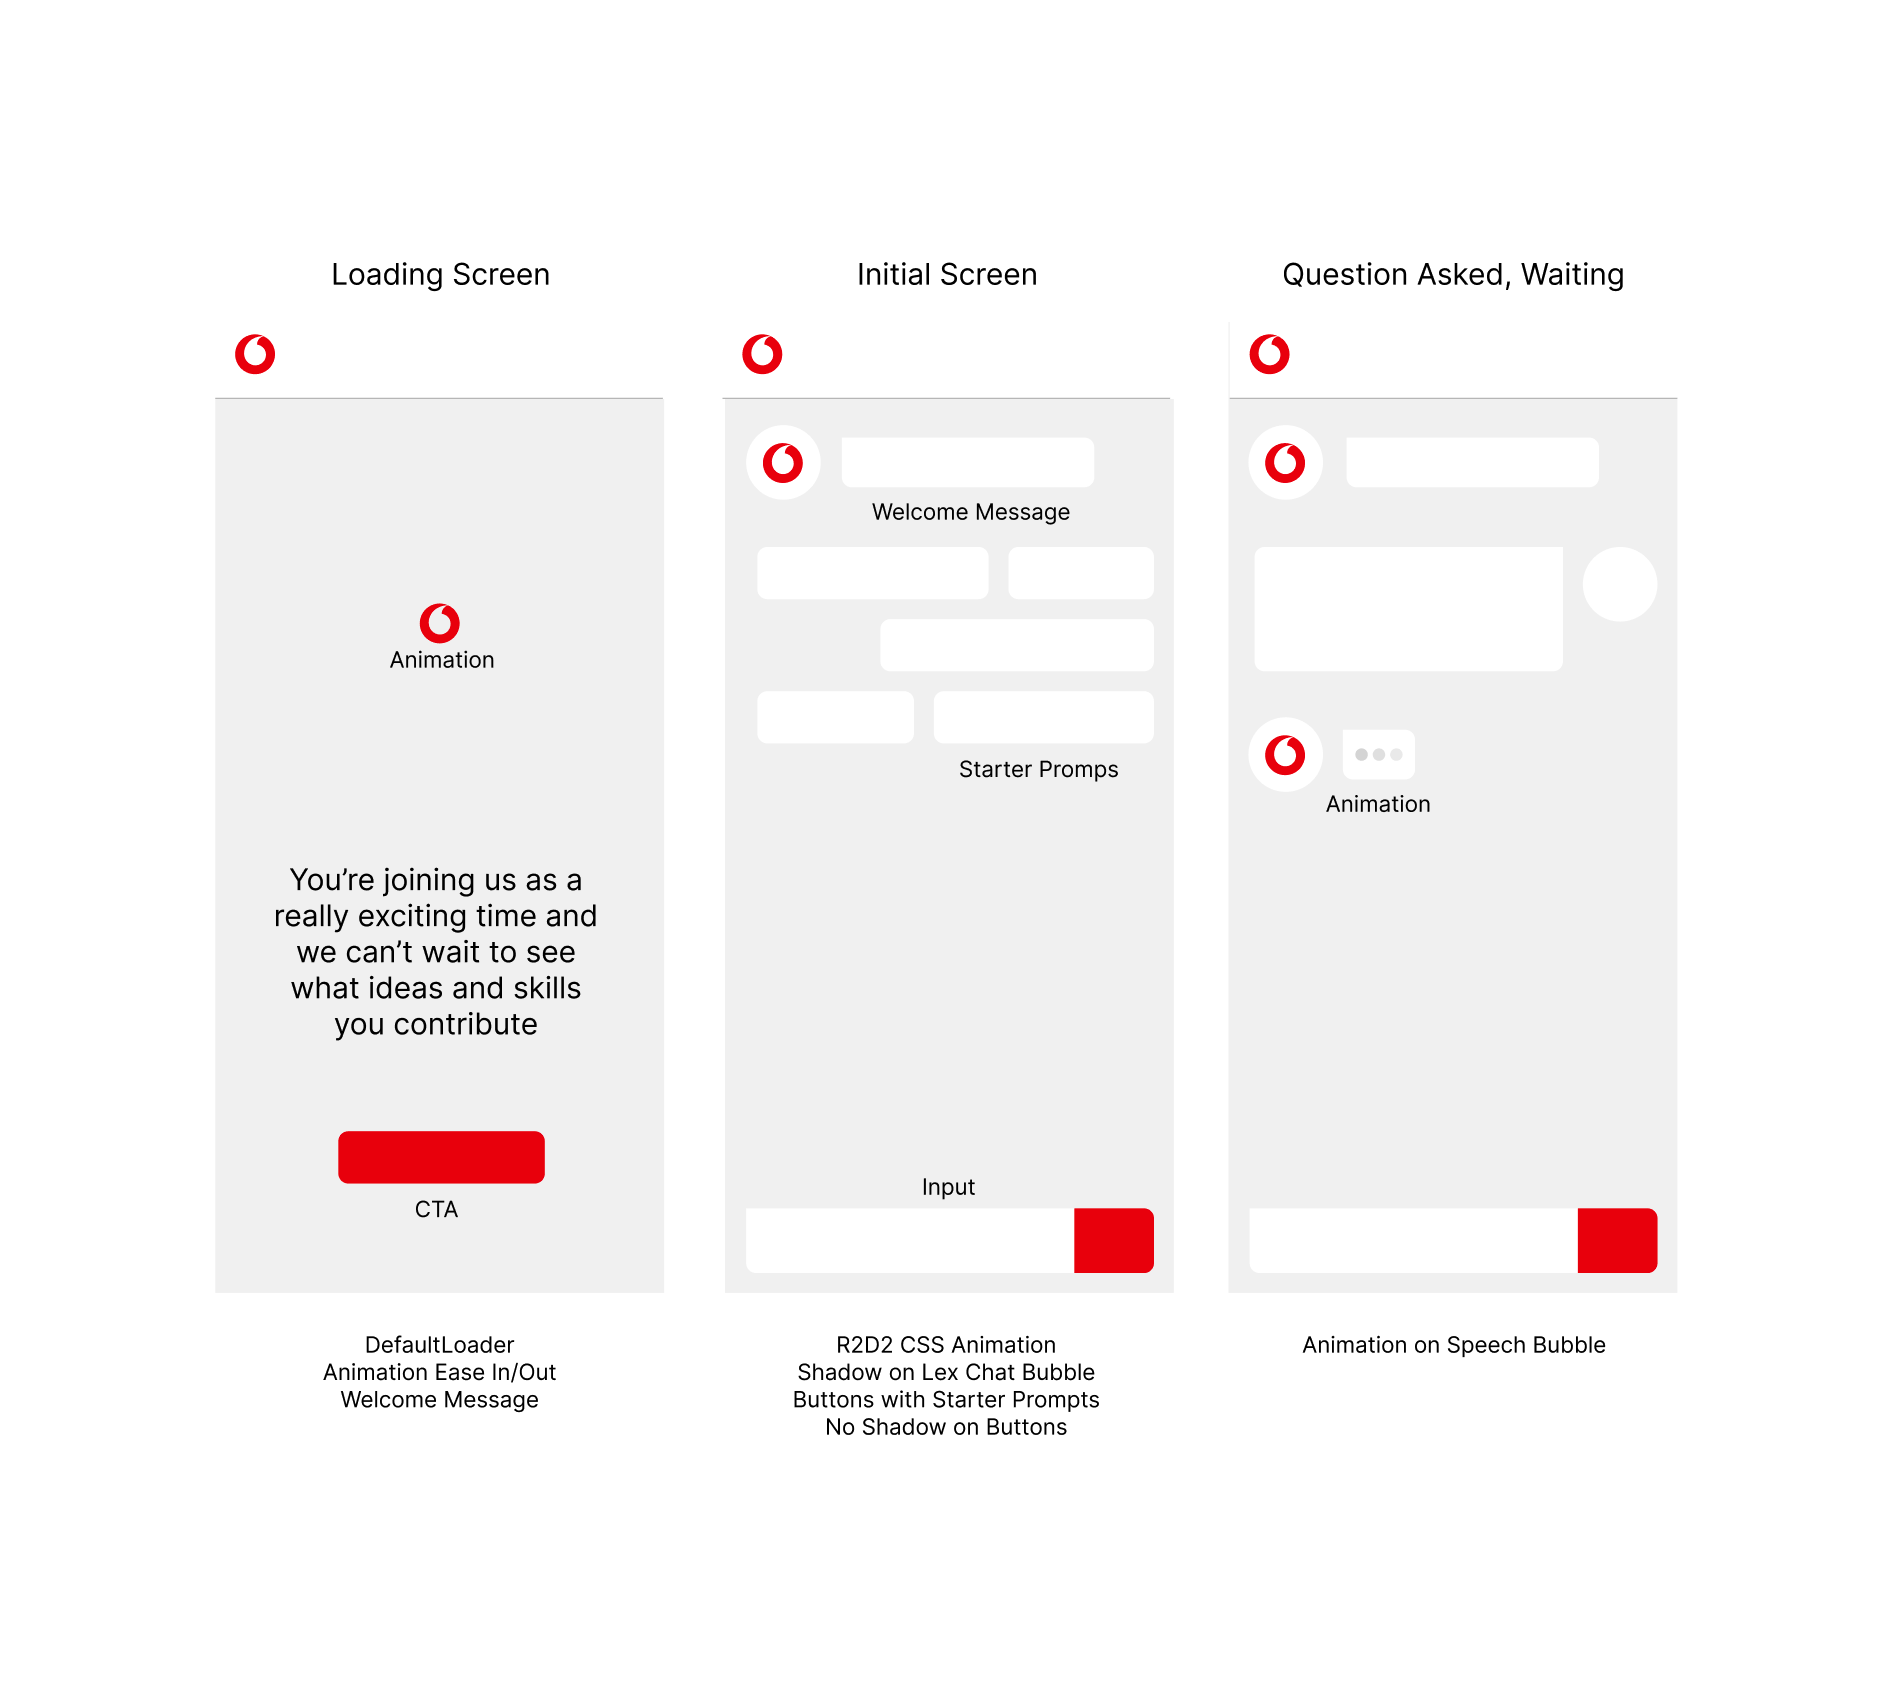 Loading Screen
Initial Screen
Question Asked, Waiting
Animation
You’re joining us as a
really exciting time and
we can’t wait to see
what ideas and skills
you contribute
CTA
DefaultLoader
Animation Ease In/Out
Welcome Message
Welcome Message
Starter Promps
Input
R2D2 CSS Animation
Shadow on Lex Chat Bubble
Buttons with Starter Prompts
No Shadow on Buttons
Animation
Animation on Speech Bubble